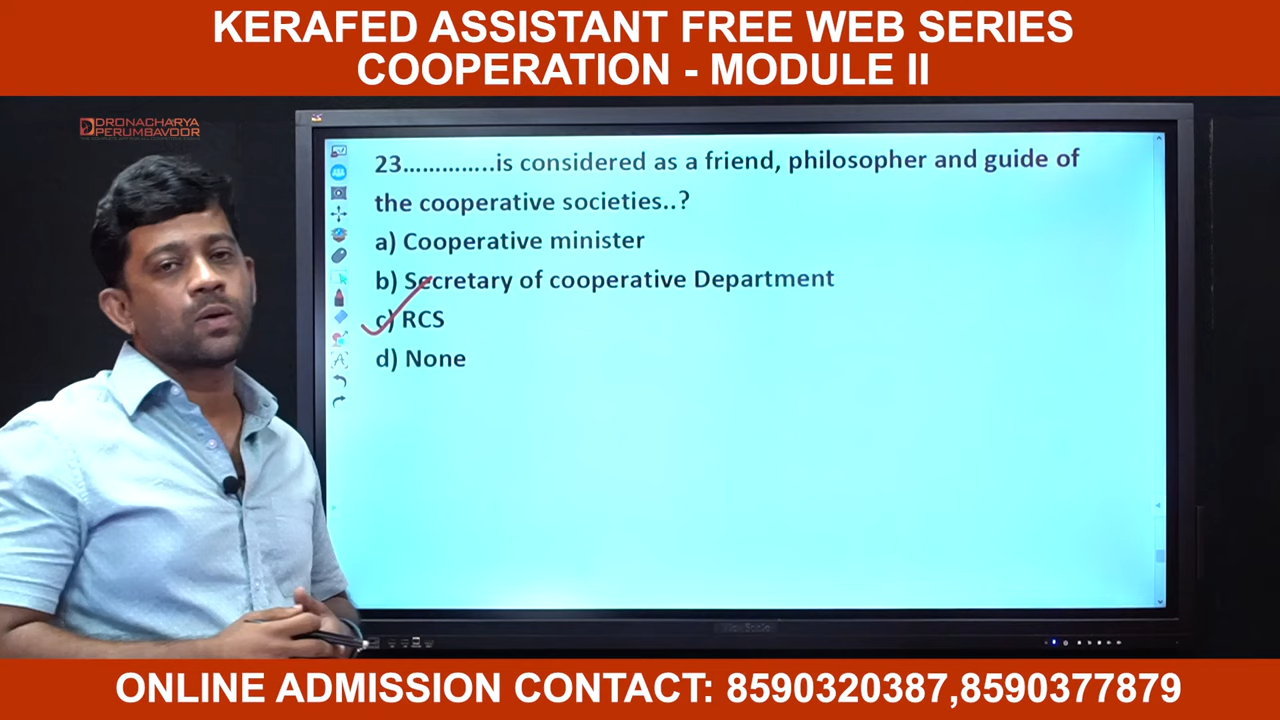 KERAFED ASSISTANT FREE WEB SERIES
COOPERATION - MODULE II
DRONACHARYA
PERUMBAVOOR
23…………..is considered as a friend, philosopher and guide of
the cooperative societies..?
a) Cooperative minister
b) Secretary of cooperative Department
c) RCS
d) None
ViewSonic
ONLINE ADMISSION CONTACT: 8590320387,8590377879